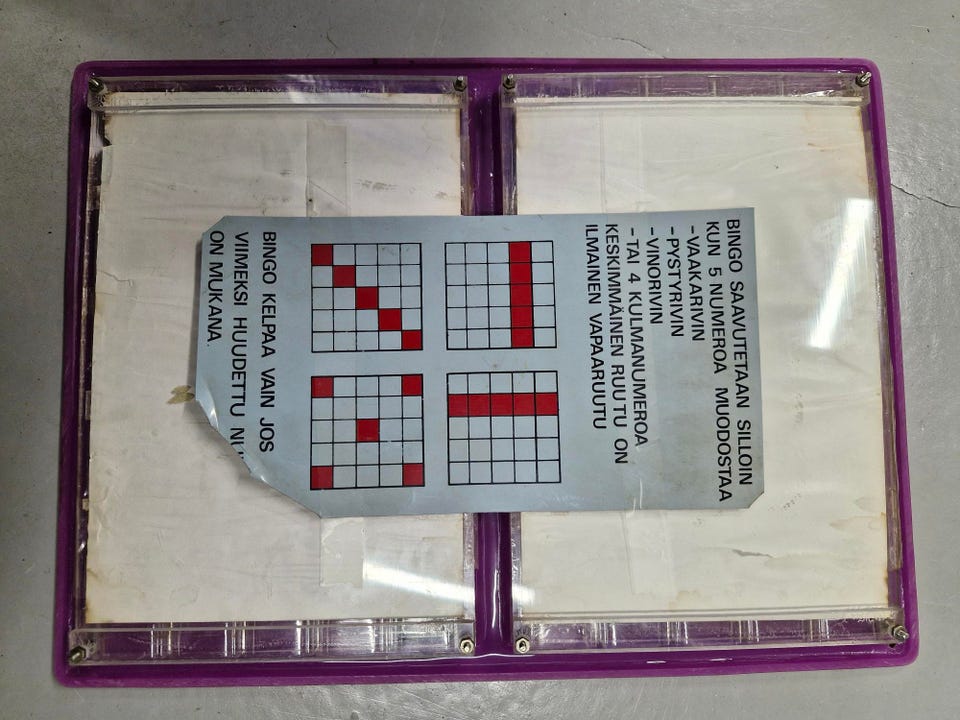 BINGO SAAVUTETAAN SILLOIN
KUN 5 NUMEROA MUODOSTAA
-VAAKARIVIN
-PYSTYRIVIN
-VINORIVIN
-TAI 4 KULMANUMEROA
KESKIMMÄINEN RUUTU ON
ILMAINEN VAPAARUUTU
BINGO KELPAA VAIN JOS
VIIMEKSI HUUDETTU
ON MUKANA.